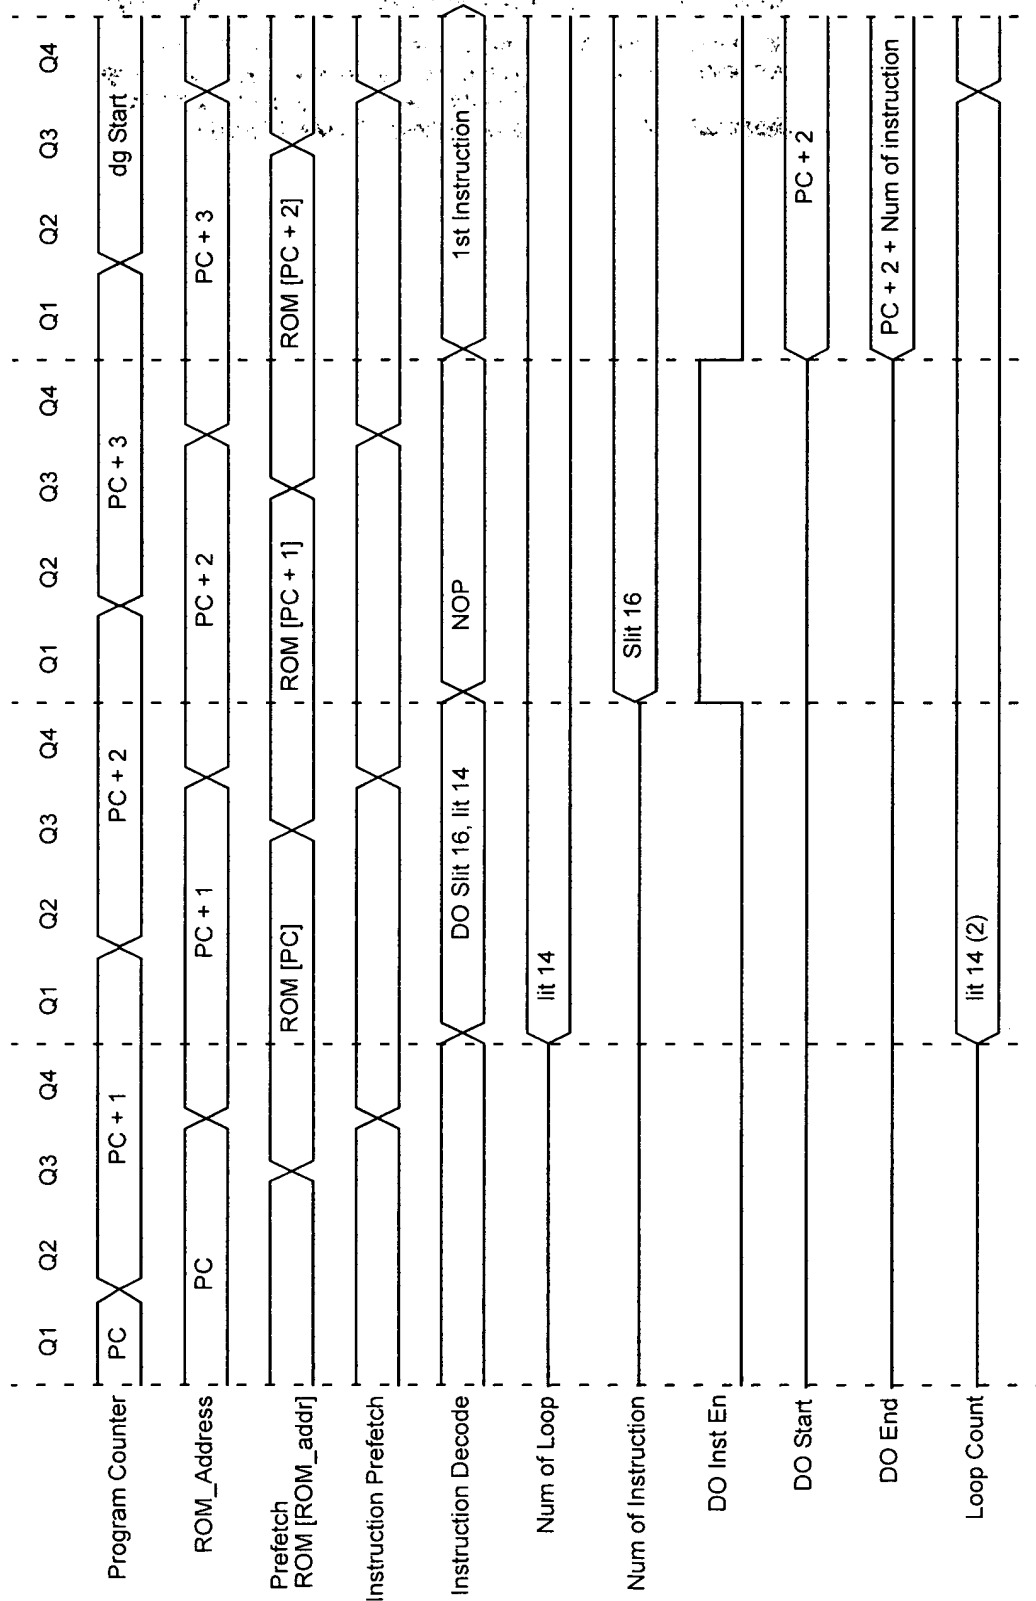 Q1 Q2 Q3 Q4 Q1 Q2 Q3 Q4 Q1 Q2 Q3 Q4 Q1 Q2 Q3 Q4
Program Counter PC PC + 1 PC + 2 PC + 3 dg Start
ROM_Address PC PC + 1 PC + 2 PC + 3
Prefetch
ROM [ROM_addr] ROM [PC] ROM [PC + 1] ROM [PC + 2]
Instruction Prefetch
Instruction Decode DO Slit 16, lit 14 NOP 1st Instruction
Num of Loop lit 14
Num of Instruction Slit 16
DO Inst En
DO Start PC + 2
DO End PC + 2 + Num of instruction
Loop Count lit 14 (2)